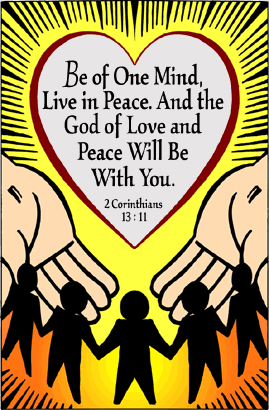 Be of One Mind,
Live in Peace. And the
God of Love and
Peace Will Be
With You.
2 Corinthians
13 : 11